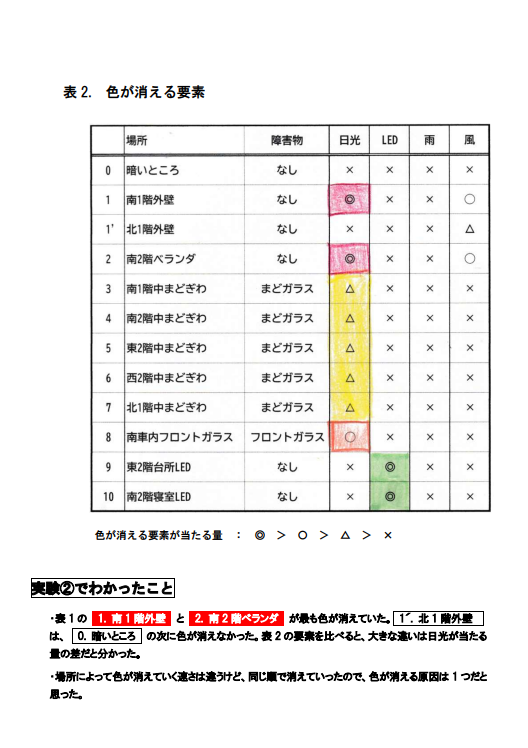 表2. 色が消える要素
場所 障害物 日光 LED 雨 風
0 暗いところ なし × × × ×
1 南1階外壁 なし ◎ × × ○
1' 北1階外壁 なし × × × △
2 南2階ベランダ なし ◎ × × ○
3 南1階中まどぎわ まどガラス △ × × ×
4 南2階中まどぎわ まどガラス △ × × ×
5 東2階中まどぎわ まどガラス △ × × ×
6 西2階中まどぎわ まどガラス △ × × ×
7 北1階中まどぎわ まどガラス △ × × ×
8 南車内フロントガラス フロントガラス ○ × × ×
9 東2階台所LED なし × ◎ × ×
10 南2階寝室LED なし × ◎ × ×
色が消える要素が当たる量 : ◎ > ○ > △ > ×
実験②でわかったこと
・表1の 1. 南1階外壁 と 2. 南2階ベランダ が最も色が消えていた。 1´. 北1階外壁
は、 0. 暗いところ の次に色が消えなかった。表2の要素を比べると、大きな違いは日光が当たる
量の差だと分かった。
・場所によって色が消えていく速さは違うけど、同じ順で消えていったので、色が消える原因は1つだと
思った。